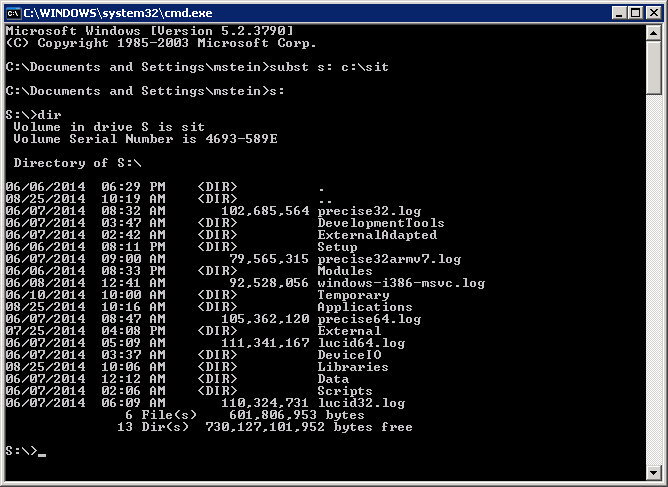 C:\WINDOWS\system32\cmd.exe
Microsoft Windows [Version 5.2.3790]
(C) Copyright 1985-2003 Microsoft Corp.
C:\Documents and Settings\mstein>subst s: c:\sit
C:\Documents and Settings\mstein>s:
S:\>dir
 Volume in drive S is sit
 Volume Serial Number is 4693-589E
 Directory of S:\
06/06/2014  06:29 PM    <DIR>          .
08/25/2014  10:19 AM    <DIR>          ..
06/07/2014  08:32 AM       102,685,564 precise32.log
06/07/2014  03:47 AM    <DIR>          DevelopmentTools
06/07/2014  02:42 AM    <DIR>          ExternalAdapted
06/06/2014  08:11 PM    <DIR>          Setup
06/07/2014  09:00 AM        79,565,315 precise32armv7.log
06/06/2014  08:33 PM    <DIR>          Modules
06/08/2014  12:41 AM        92,528,056 windows-i386-msvc.log
06/10/2014  10:00 AM    <DIR>          Temporary
08/25/2014  10:16 AM    <DIR>          Applications
06/07/2014  08:47 AM       105,362,120 precise64.log
07/25/2014  04:08 PM    <DIR>          External
06/07/2014  05:09 AM       111,341,167 lucid64.log
06/07/2014  03:37 AM    <DIR>          DeviceIO
08/25/2014  10:06 AM    <DIR>          Libraries
06/07/2014  12:12 AM    <DIR>          Data
06/07/2014  02:06 AM    <DIR>          Scripts
06/07/2014  06:09 AM       110,324,731 lucid32.log
               6 File(s)    601,806,953 bytes
              13 Dir(s)  730,127,101,952 bytes free
S:\>_